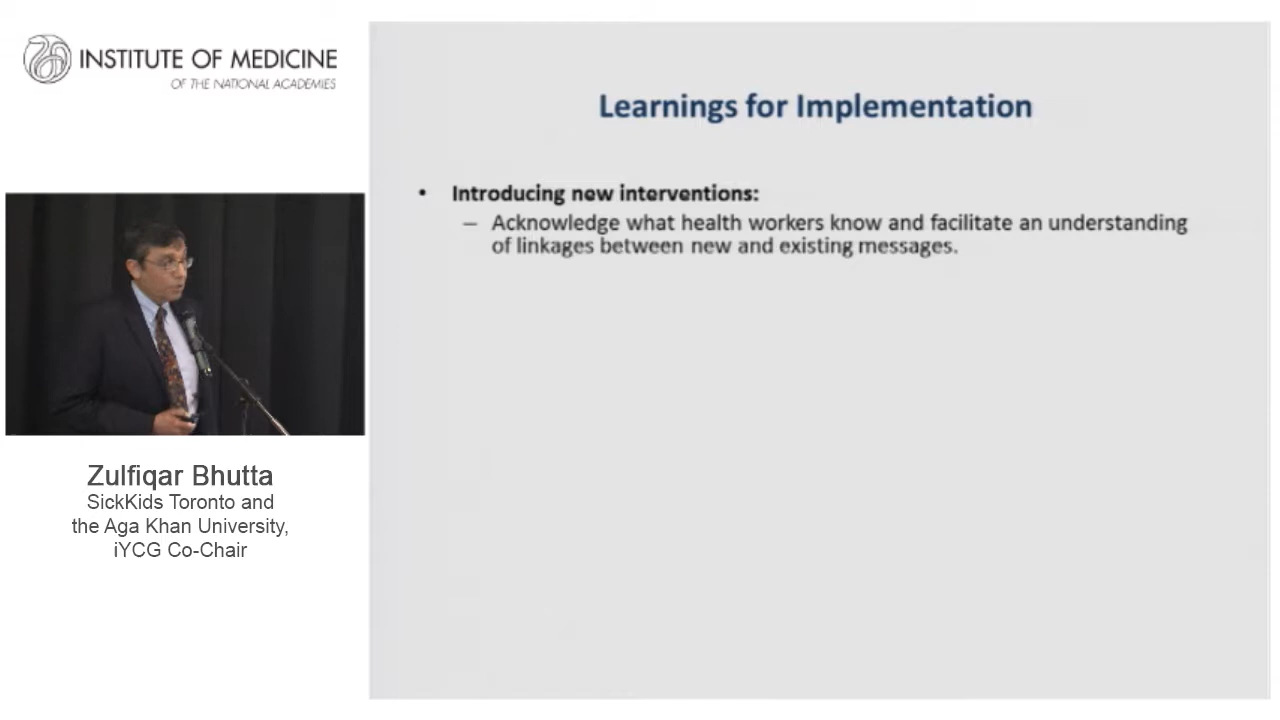 INSTITUTE OF MEDICINE
OF THE NATIONAL ACADEMIES
Learnings for Implementation
• Introducing new interventions:
– Acknowledge what health workers know and facilitate an understanding
of linkages between new and existing messages.
Zulfiqar Bhutta
SickKids Toronto and
the Aga Khan University,
iYCG Co-Chair